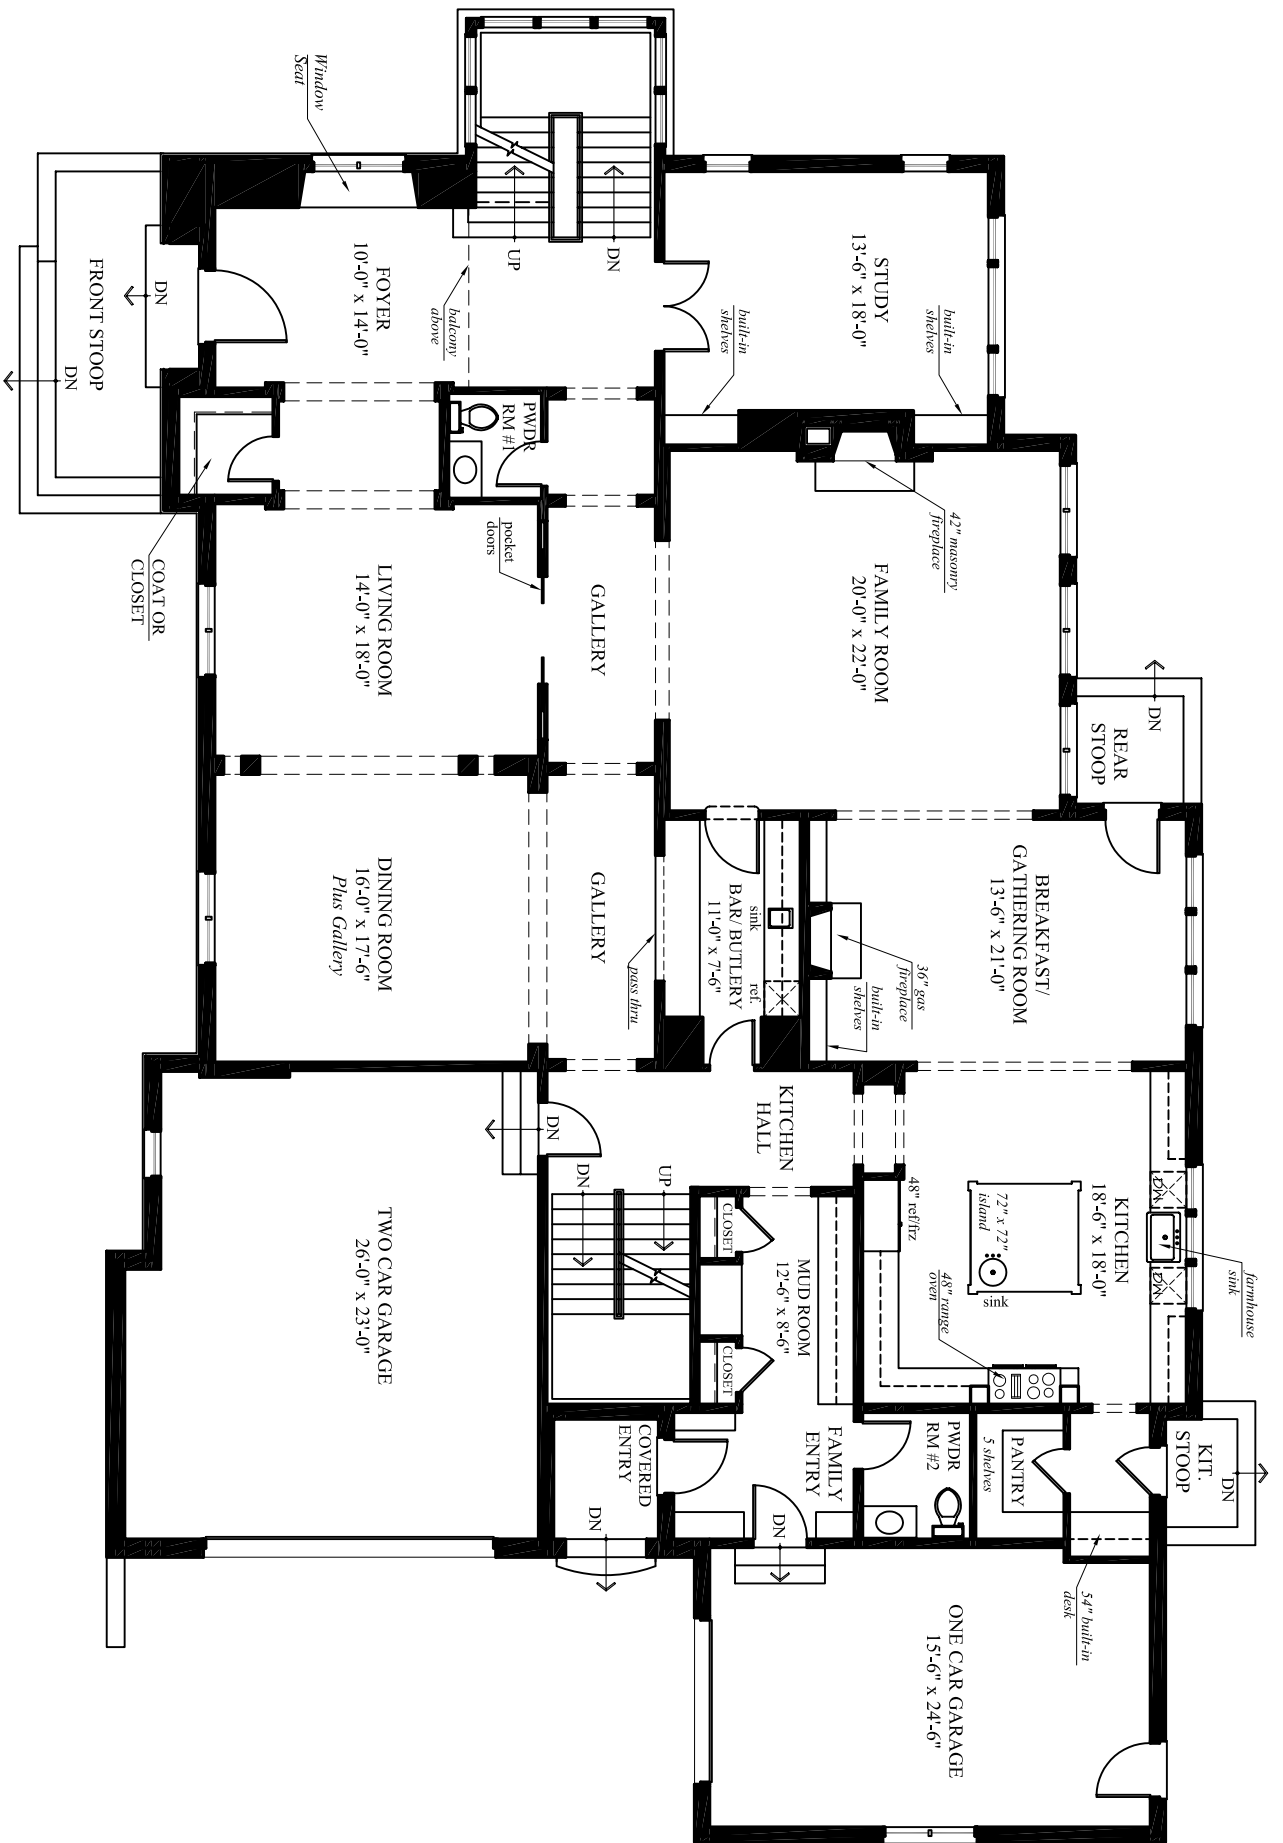 REAR
STOOP
DN
KIT.
STOOP
DN
farmhouse
sink
BREAKFAST/
GATHERING ROOM
13'-6" x 21'-0"
KITCHEN
18'-6" x 18'-0"
DW
DW
72" x 72"
island
sink
48" range
oven
48" ref/frz
54" built-in
desk
PANTRY
5 shelves
PWDR
RM #2
ONE CAR GARAGE
15'-6" x 24'-6"
STUDY
13'-6" x 18'-0"
built-in
shelves
built-in
shelves
42" masonry
fireplace
FAMILY ROOM
20'-0" x 22'-0"
36" gas
fireplace
built-in
shelves
sink
ref.
BAR/ BUTLERY
11'-0" x 7'-6"
KITCHEN
HALL
MUD ROOM
12'-6" x 8'-6"
CLOSET
CLOSET
FAMILY
ENTRY
DN
DN
UP
GALLERY
GALLERY
pass thru
UP
DN
COVERED
ENTRY
DN
DN
balcony
above
PWDR
RM #1
pocket
doors
FOYER
10'-0" x 14'-0"
LIVING ROOM
14'-0" x 18'-0"
DINING ROOM
16'-0" x 17'-6"
Plus Gallery
TWO CAR GARAGE
26'-0" x 23'-0"
Window
Seat
COAT OR
CLOSET
DN
FRONT STOOP
DN